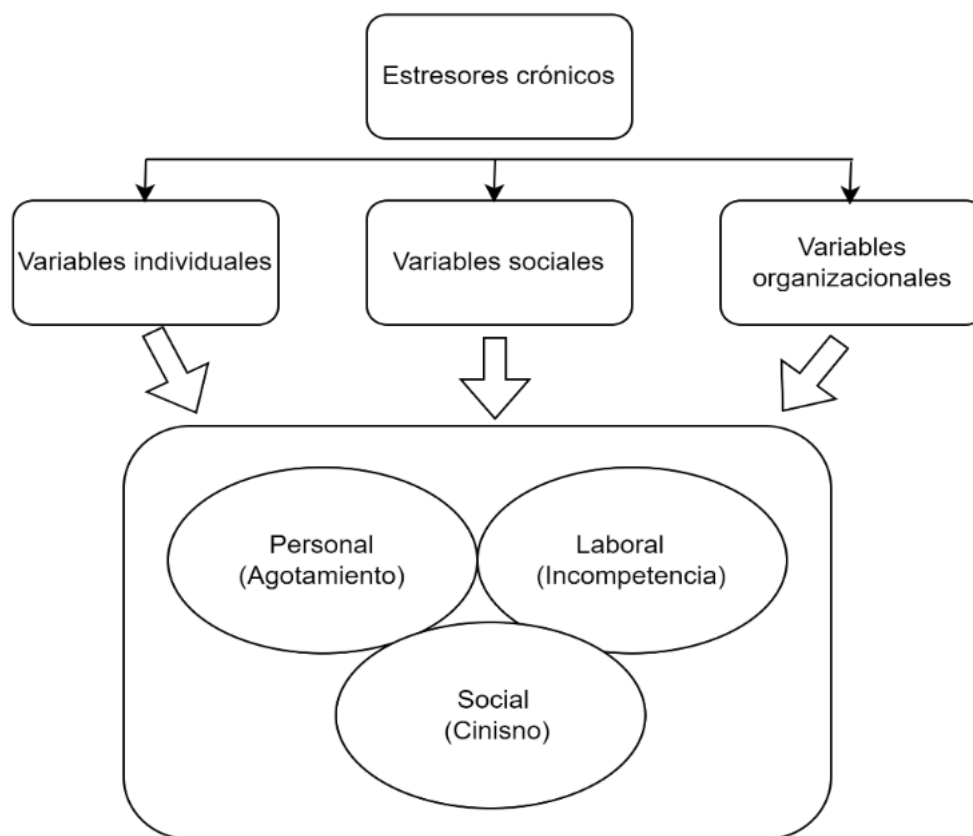 Estresores crónicos
Variables individuales
Variables sociales
Variables
organizacionales
Personal
(Agotamiento)
Laboral
(Incompetencia)
Social
(Cinisno)